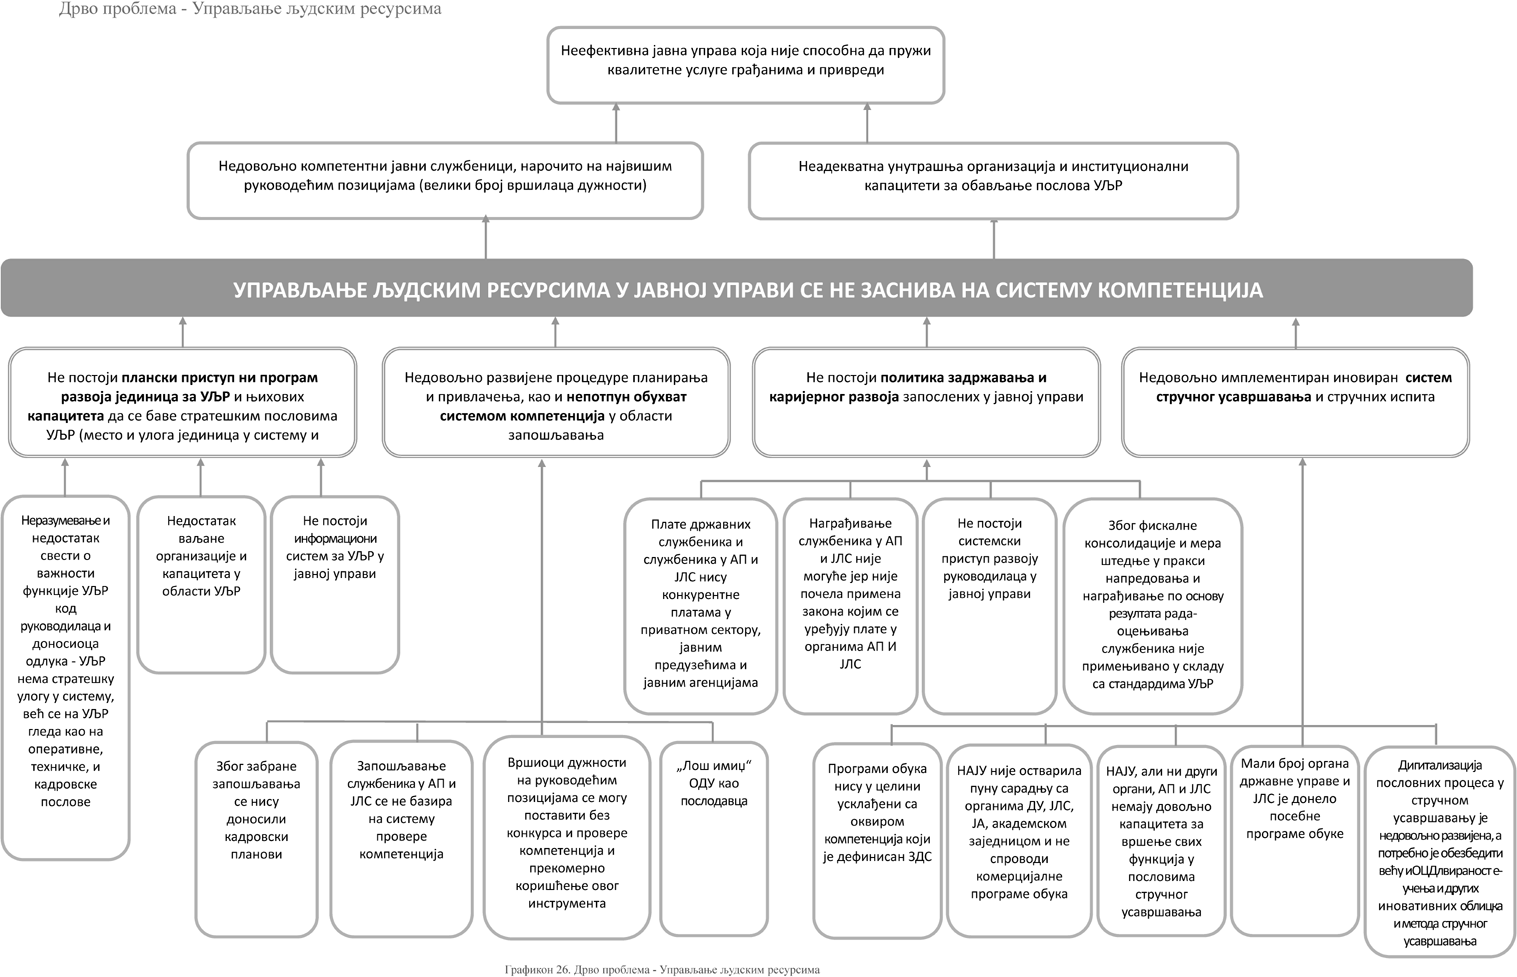 Дрво проблема - Управљање људским ресурсима
Неефективна јавна управа која није способна да пружи
квалитетне услуге грађанима и привреди
Недовољно компетентни јавни службеници, нарочито на највишим
руководећим позицијама (велики број вршилаца дужности)
Неадекватна унутрашња организација и институционални
капацитети за обављање послова УЉР
УПРАВЉАЊЕ ЉУДСКИМ РЕСУРСИМА У ЈАВНОЈ УПРАВИ СЕ НЕ ЗАСНИВА НА СИСТЕМУ КОМПЕТЕНЦИЈА
Не постоји плански приступ ни програм
развоја јединица за УЉР и њихових
капацитета да се баве стратешким пословима
УЉР (место и улога јединица у систему и
Недовољно развијене процедуре планирања
и привлачења, као и непотпун обухват
системом компетенција у области
запошљавања
Не постоји политика задржавања и
каријерног развоја запослених у јавној управи
Недовољно имплементиран иновиран систем
стручног усавршавања и стручних испита
Неразумевање и
недостатак
свести о
важности
функције УЉР
код
руководилаца и
доносиоца
одлука - УЉР
нема стратешку
улогу у систему,
већ се на УЉР
гледа као на
оперативне,
техничке, и
кадровске
послове
Недостатак
ваљане
организације и
капацитета у
области УЉР
Не постоји
информациони
систем за УЉР у
јавној управи
Плате државних
службеника и
службеника у АП и
ЈЛС нису
конкурентне
платама у
приватном сектору,
јавним
предузећима и
јавним агенцијама
Награђивање
службеника у АП
и ЈЛС није
могуће јер није
почела примена
закона којим се
уређују плате у
органима АП И
ЈЛС
Не постоји
системски
приступ развоју
руководилаца у
јавној управи
Због фискалне
консолидације и мера
штедње у пракси
напредовања и
награђивање по основу
резултата рада-
оцењивања
службеника није
примењивано у складу
са стандардима УЉР
Због забране
запошљавања
се нису
доносили
кадровски
планови
Запошљавање
службеника у АП и
ЈЛС се не базира
на систему
провере
компетенција
Вршиоци дужности
на руководећим
позицијама се могу
поставити без
конкурса и провере
компетенција и
прекомерно
коришћење овог
инструмента
„Лош имиџ“
ОДУ као
послодавца
Програми обука
нису у целини
усклађени са
оквиром
компетенција који
је дефинисан ЗДС
НАЈУ није остварила
пуну сарадњу са
органима ДУ, ЈЛС,
ЈА, академском
заједницом и не
спроводи
комерцијалне
програме обука
НАЈУ, али ни други
органи, АП и ЈЛС
немају довољно
капацитета за
вршење свих
функција у
пословима
стручног
усавршавања
Мали број органа
државне управе и
ЈЛС је донело
посебне
програме обуке
Дигитализација
пословних процеса у
стручном
усавршавању је
недовољно развијена, а
потребно је обезбедити
већу иОЦДлвираност е-
учења и других
иновативних облицка
и метода стручног
усавршавања
Графикон 26. Дрво проблема - Управљање људским ресурсима